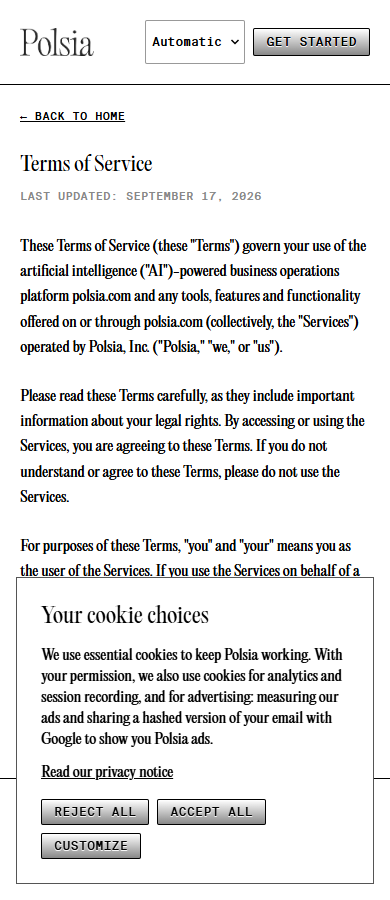 Polsia
Automatic
GET STARTED
← BACK TO HOME
Terms of Service
LAST UPDATED: SEPTEMBER 17, 2026
These Terms of Service (these "Terms") govern your use of the
artificial intelligence ("AI")-powered business operations
platform polsia.com and any tools, features and functionality
offered on or through polsia.com (collectively, the "Services")
operated by Polsia, Inc. ("Polsia," "we," or "us").
Please read these Terms carefully, as they include important
information about your legal rights. By accessing or using the
Services, you are agreeing to these Terms. If you do not
understand or agree to these Terms, please do not use the
Services.
For purposes of these Terms, "you" and "your" means you as
the user of the Services. If you use the Services on behalf of a
Your cookie choices
We use essential cookies to keep Polsia working. With
your permission, we also use cookies for analytics and
session recording, and for advertising: measuring our
ads and sharing a hashed version of your email with
Google to show you Polsia ads.
Read our privacy notice
REJECT ALL
ACCEPT ALL
CUSTOMIZE